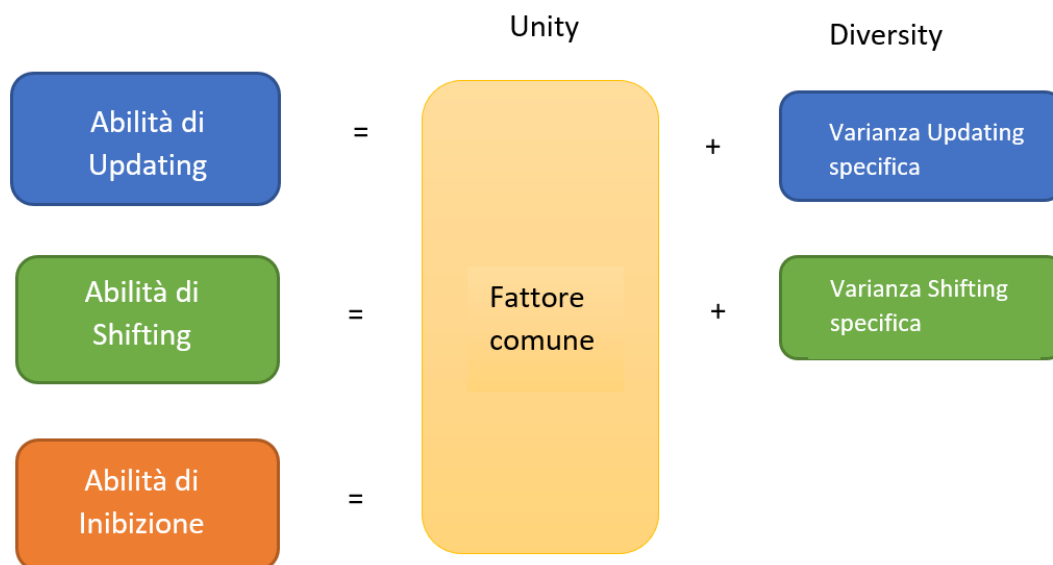 Unity
Diversity
Abilità di
Updating
=
+
Varianza Updating
specifica
Abilità di
Shifting
=
Fattore
comune
+
Varianza Shifting
specifica
Abilità di
Inibizione
=